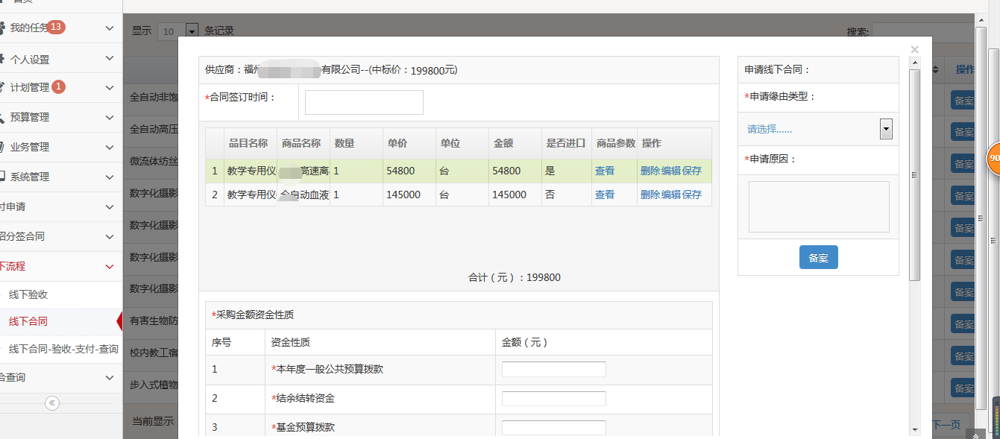 首页
我的任务 13
个人设置
计划管理 1
预算管理
业务管理
系统管理
付申请
招分签合同
下流程
线下验收
线下合同
线下合同-验收-支付-查询
合查询
显示 10 条记录
搜索:
操作
全自动非饱
全自动高压
微流体纺丝
数字化摄影
数字化摄影
数字化摄影
数字化摄影
有害生物防
校内教工宿
步入式植物
备案
备案
备案
备案
备案
备案
备案
备案
备案
备案
当前显示
下一页
90
供应商：福州 有限公司--(中标价：199800元)
*合同签订时间：
品目名称 商品名称 数量 单价 单位 金额 是否进口 商品参数 操作
1 教学专用仪 高速离 1 54800 台 54800 是 查看 删除 编辑 保存
2 教学专用仪 全自动血液 1 145000 台 145000 否 查看 删除 编辑 保存
合计（元）：199800
*采购金额资金性质
序号 资金性质 金额（元）
1 *本年度一般公共预算拨款
2 *结余结转资金
3 *基金预算拨款
申请线下合同：
*申请缘由类型：
请选择......
*申请原因：
备案